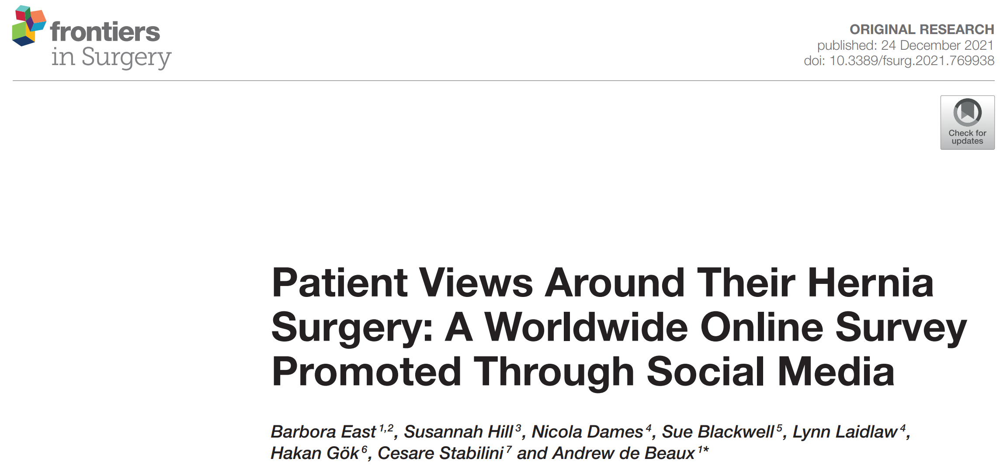 frontiers
in Surgery
ORIGINAL RESEARCH
published: 24 December 2021
doi: 10.3389/fsurg.2021.769938
Check for
updates
Patient Views Around Their Hernia
Surgery: A Worldwide Online Survey
Promoted Through Social Media
Barbora East 1,2, Susannah Hill 3, Nicola Dames 4, Sue Blackwell 5, Lynn Laidlaw 4,
Hakan Gök 6, Cesare Stabilini 7 and Andrew de Beaux 1*